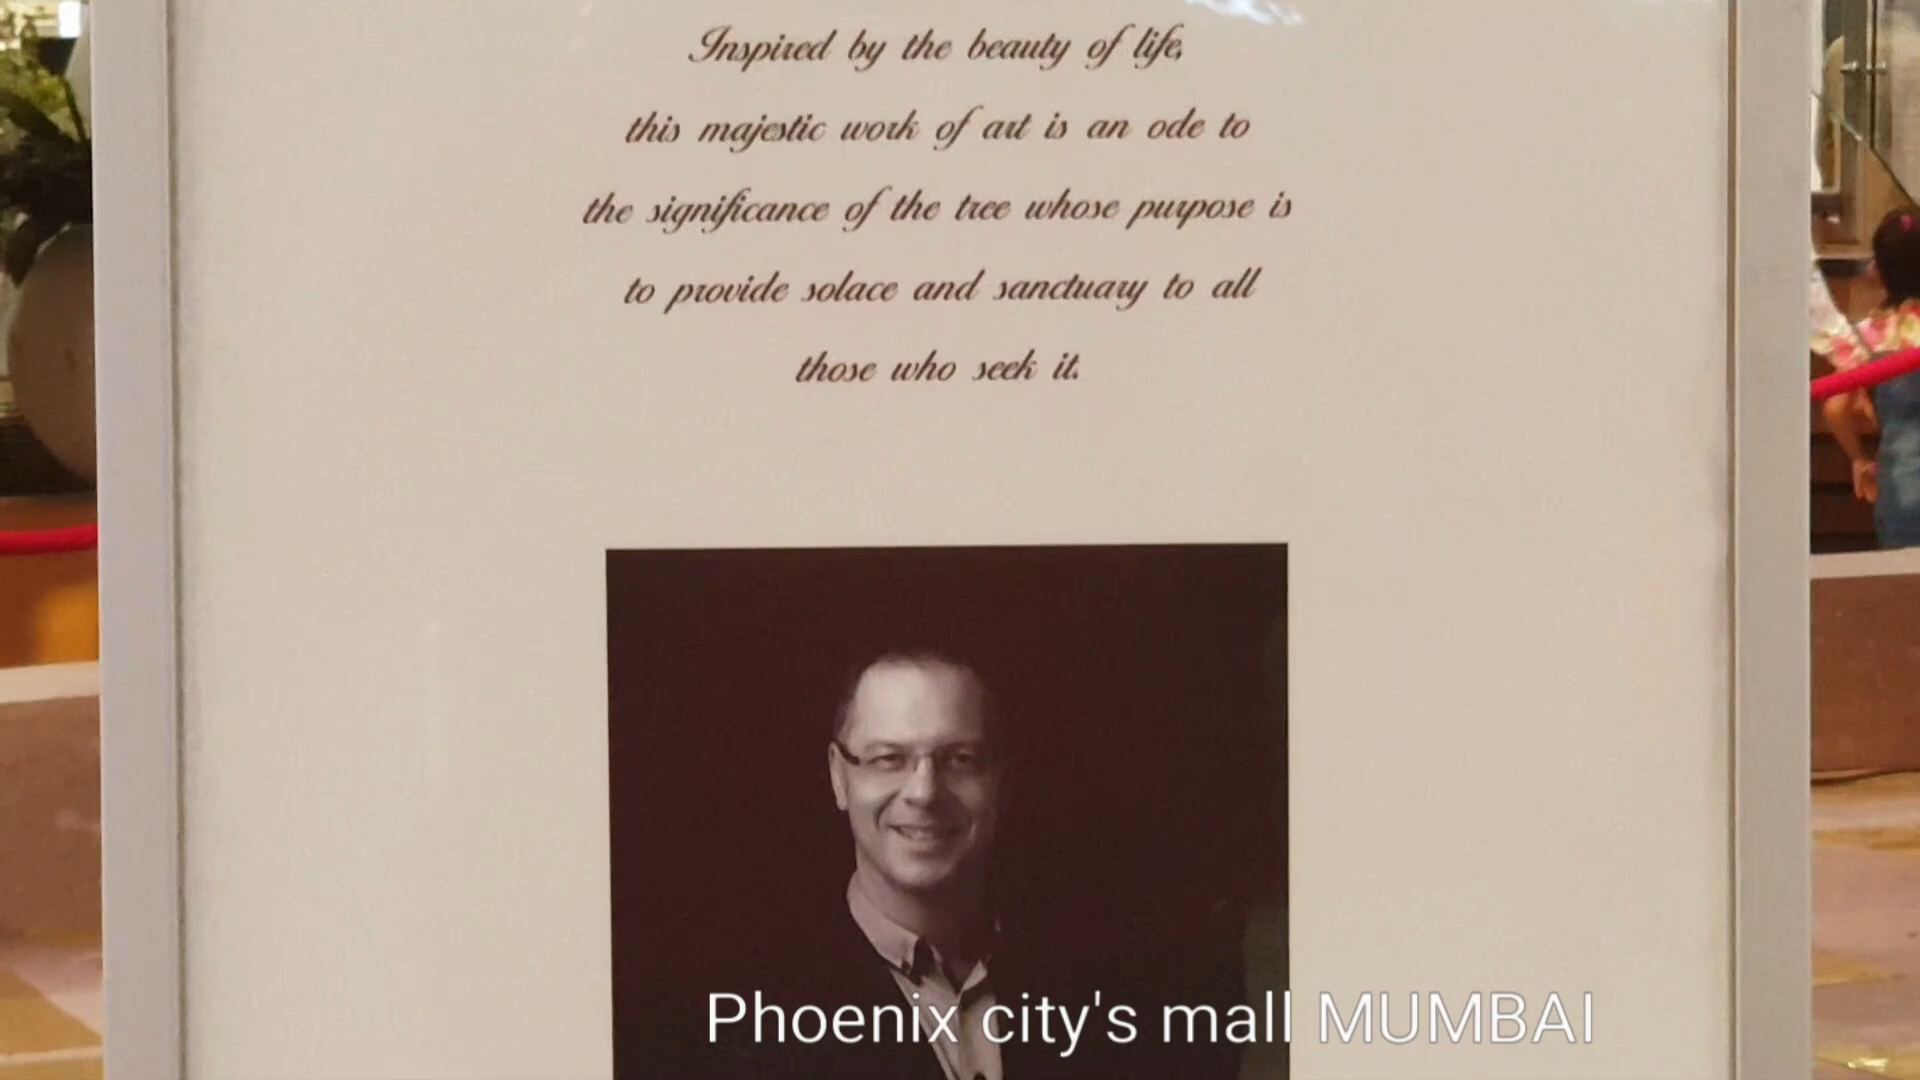 Inspired by the beauty of life,
this majestic work of art is an ode to
the significance of the tree whose purpose is
to provide solace and sanctuary to all
those who seek it.
Phoenix city's mall MUMBAI